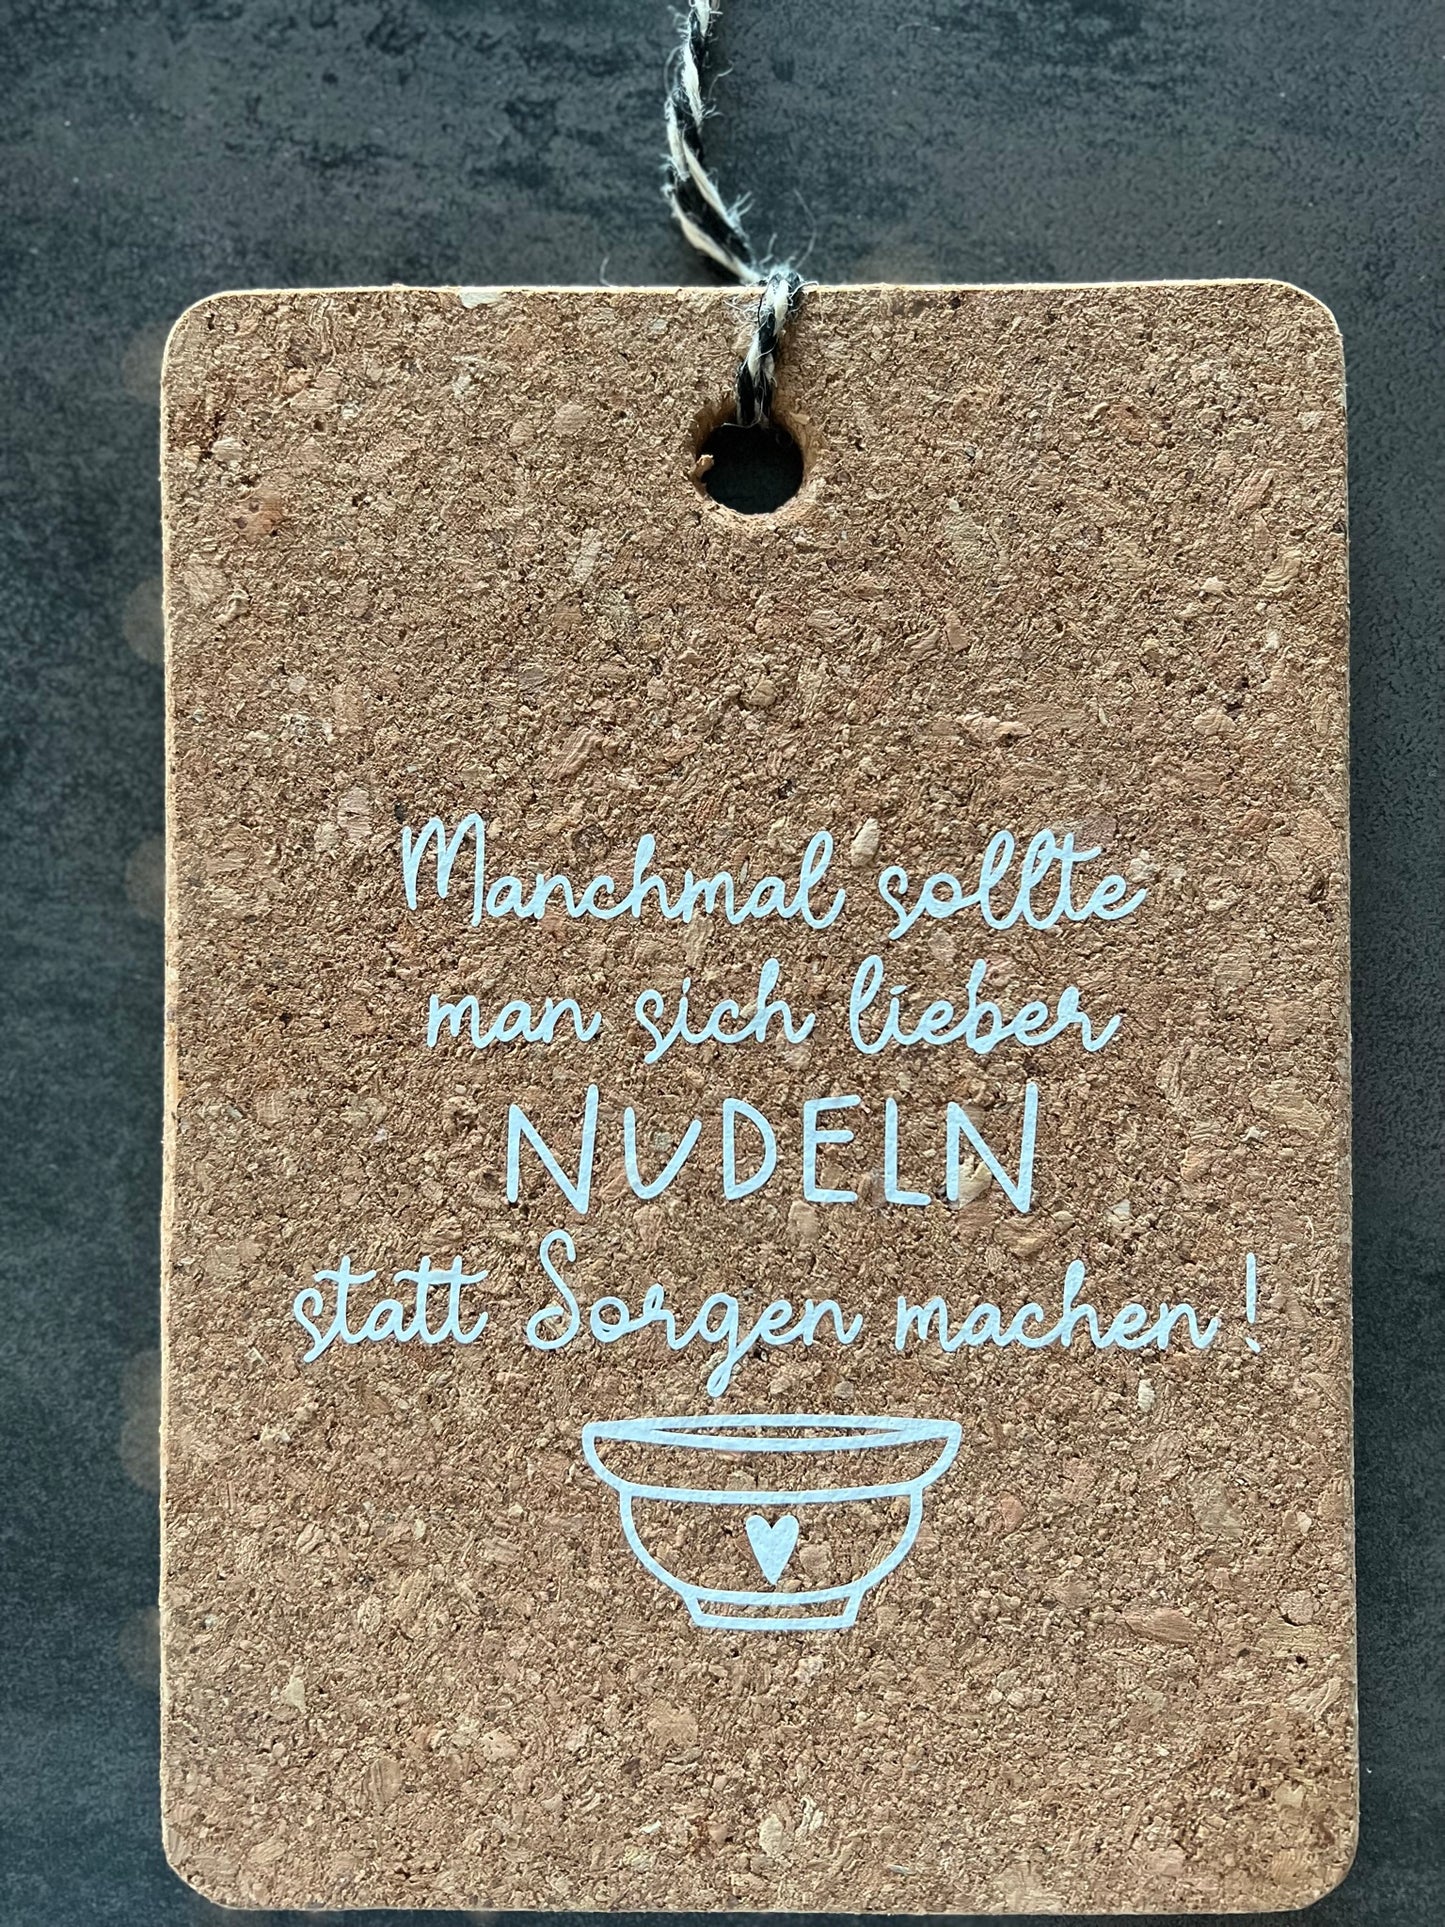 Manchmal sollte
man sich lieber
NUDELN
statt Sorgen machen!